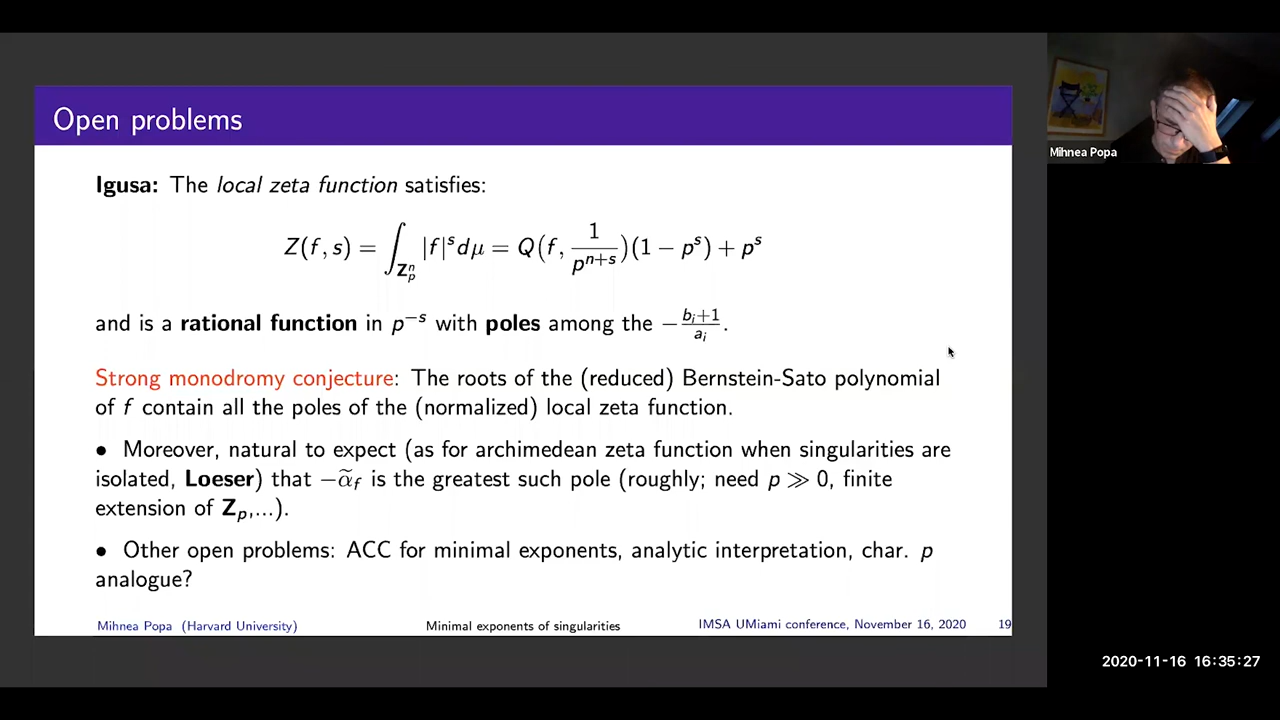 Open problems
Igusa: The local zeta function satisfies:
Z(f, s) = ∫_{Z_p^n} |f|^s dμ = Q(f, 1/p^{n+s})(1 − p^s) + p^s
and is a rational function in p^{−s} with poles among the −(b_i+1)/a_i.
Strong monodromy conjecture: The roots of the (reduced) Bernstein-Sato polynomial
of f contain all the poles of the (normalized) local zeta function.
• Moreover, natural to expect (as for archimedean zeta function when singularities are
isolated, Loeser) that −α̃_f is the greatest such pole (roughly; need p ≫ 0, finite
extension of Z_p,...).
• Other open problems: ACC for minimal exponents, analytic interpretation, char. p
analogue?
Mihnea Popa (Harvard University) Minimal exponents of singularities IMSA UMiami conference, November 16, 2020 19
Mihnea Popa
2020-11-16 16:35:27